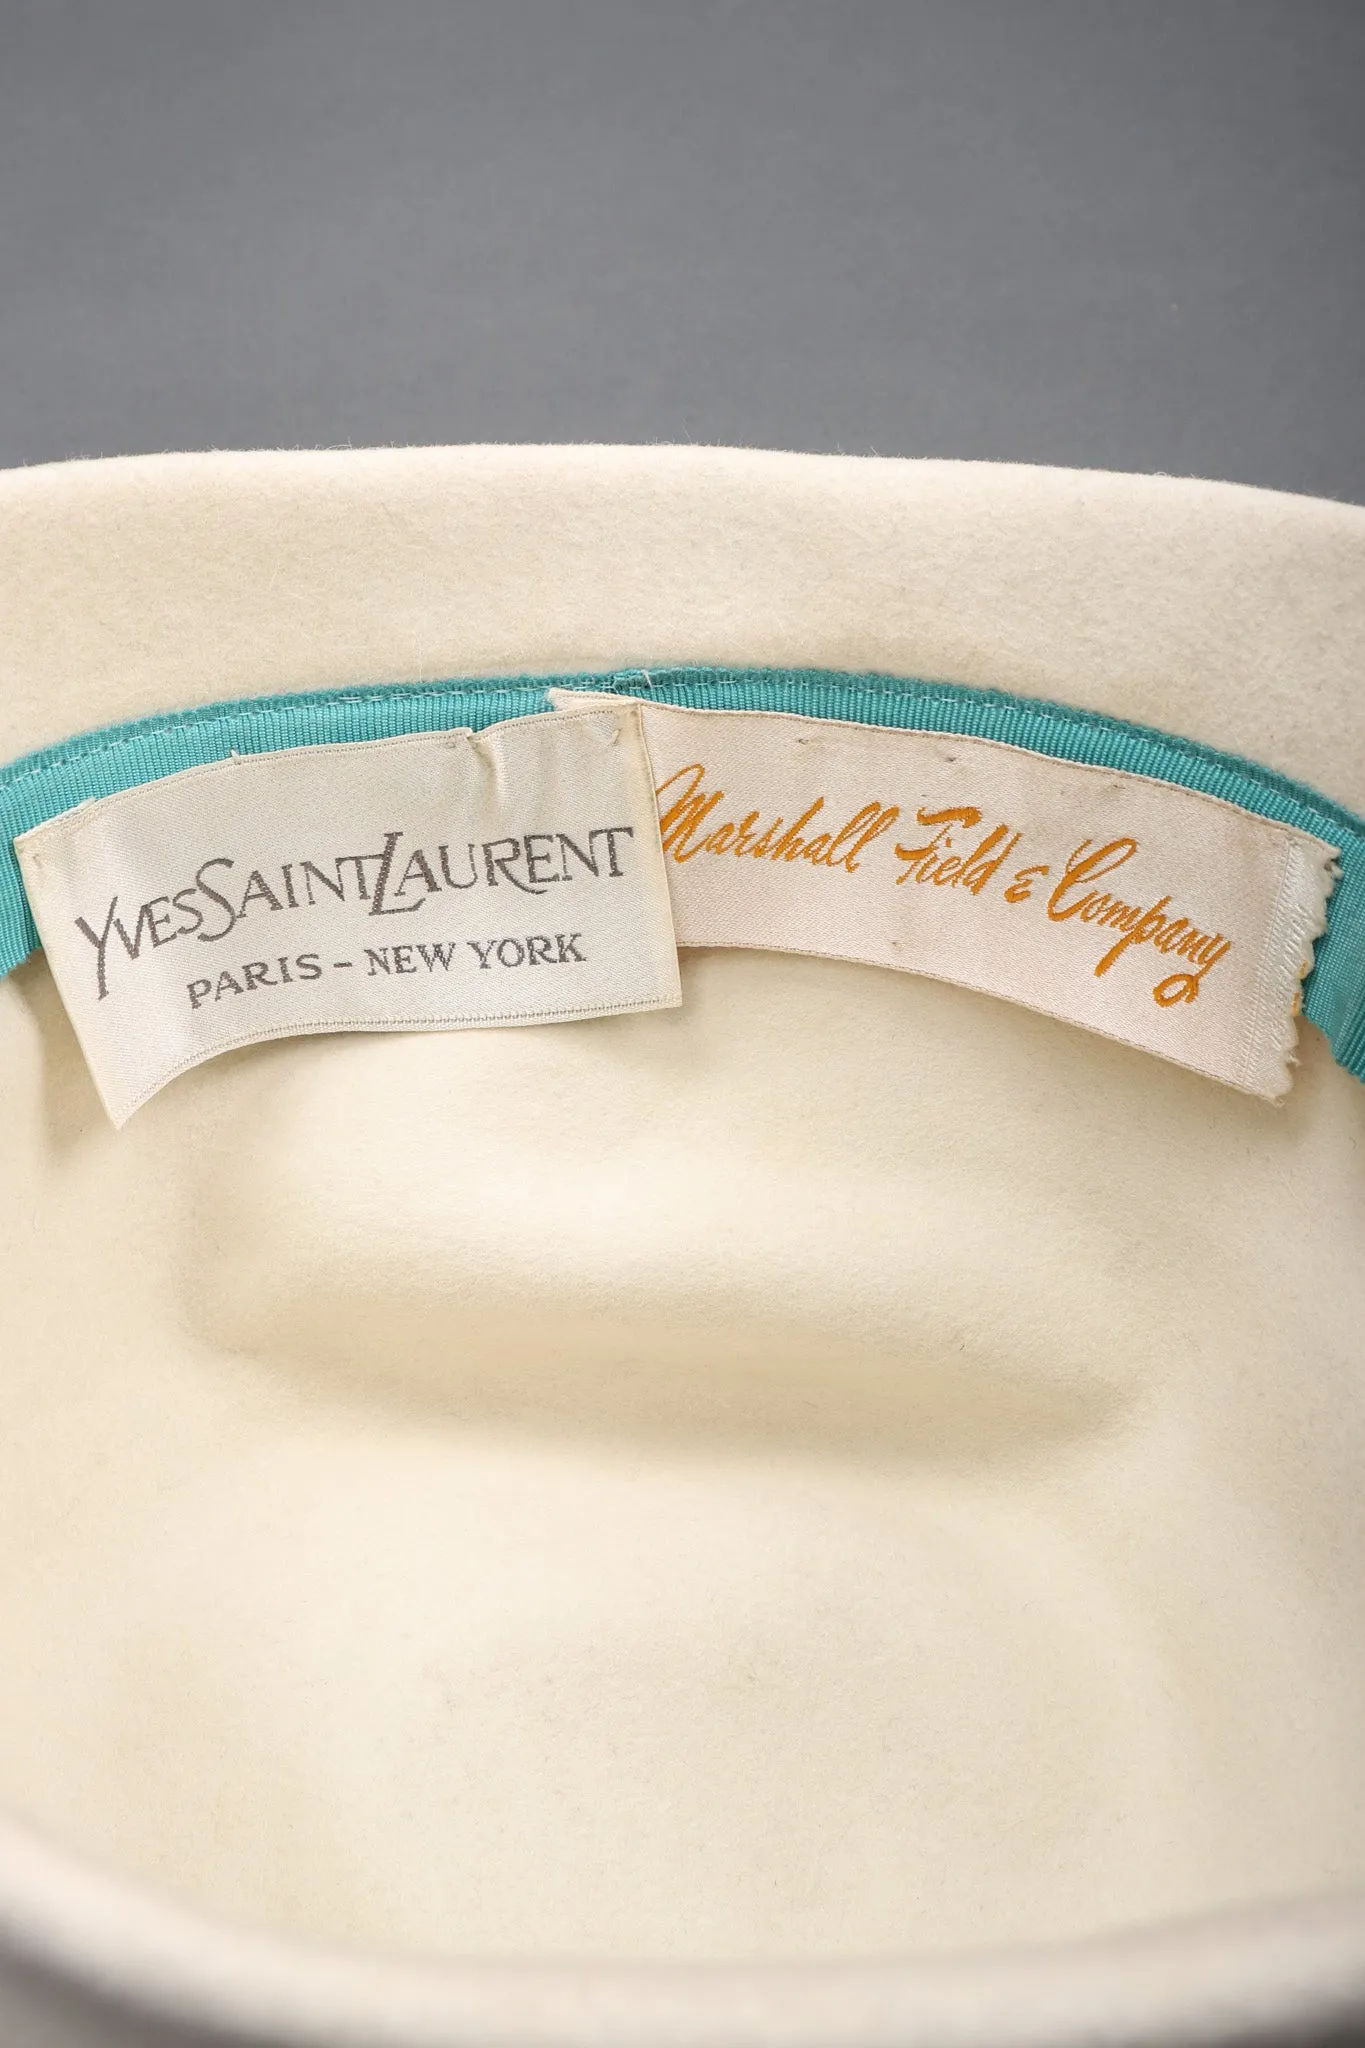 YVESSAINTLAURENT
PARIS - NEW YORK
Marshall Field & Company